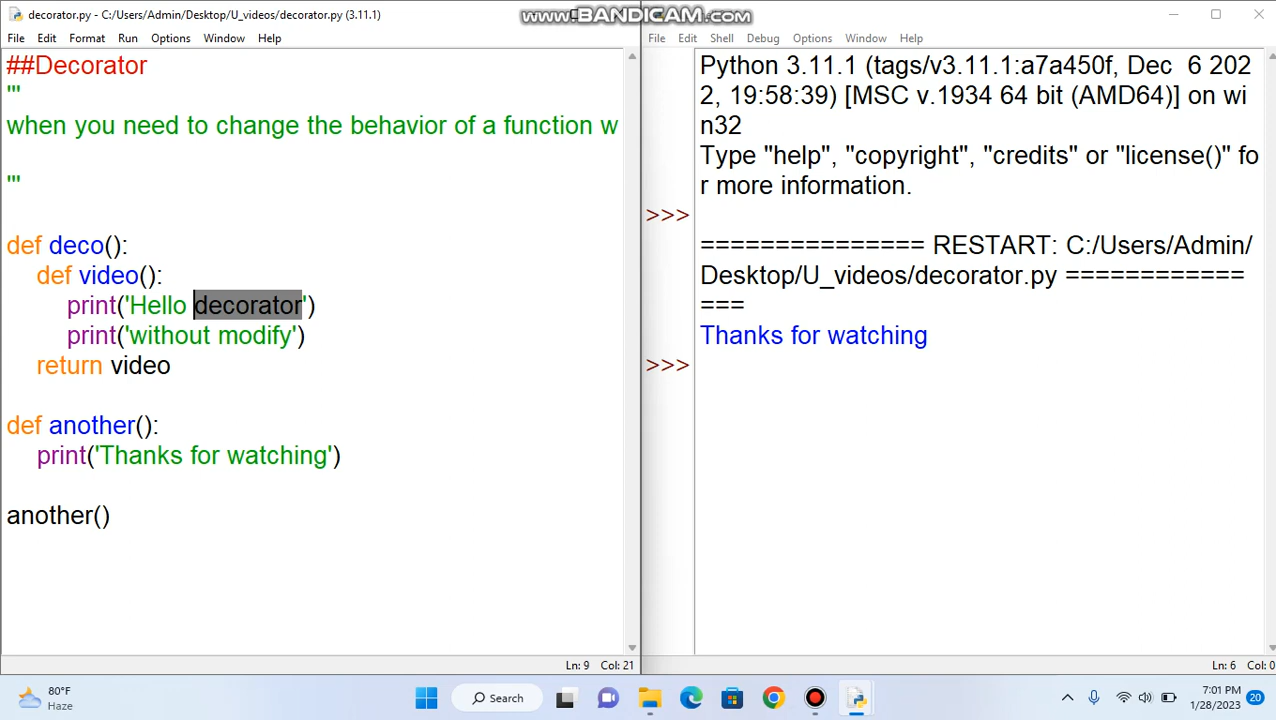 decorator.py - C:/Users/Admin/Desktop/U_videos/decorator.py (3.11.1)
www.BANDICAM.com
File Edit Format Run Options Window Help
File Edit Shell Debug Options Window Help
##Decorator
'''
when you need to change the behavior of a function w
'''
def deco():
def video():
print('Hello decorator')
print('without modify')
return video
def another():
print('Thanks for watching')
another()
Ln: 9 Col: 21
Python 3.11.1 (tags/v3.11.1:a7a450f, Dec 6 202
2, 19:58:39) [MSC v.1934 64 bit (AMD64)] on wi
n32
Type "help", "copyright", "credits" or "license()" fo
r more information.
>>>
=============== RESTART: C:/Users/Admin/
Desktop/U_videos/decorator.py ============
===
Thanks for watching
>>>
Ln: 6 Col: 0
80°F
Haze
Search
7:01 PM
1/28/2023
20